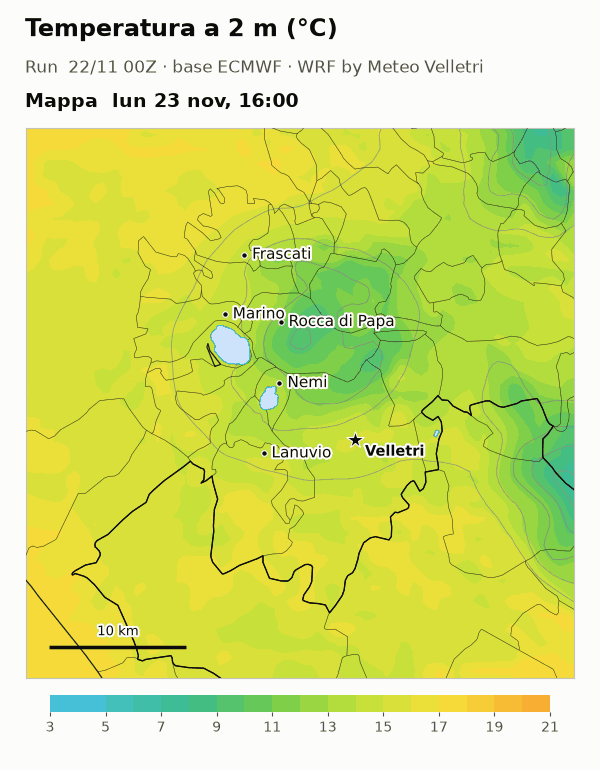 Temperatura a 2 m (°C)
Run  22/11 00Z · base ECMWF · WRF by Meteo Velletri
Mappa  lun 23 nov, 16:00
Frascati
Marino
Rocca di Papa
Nemi
Velletri
Lanuvio
10 km
3 5 7 9 11 13 15 17 19 21